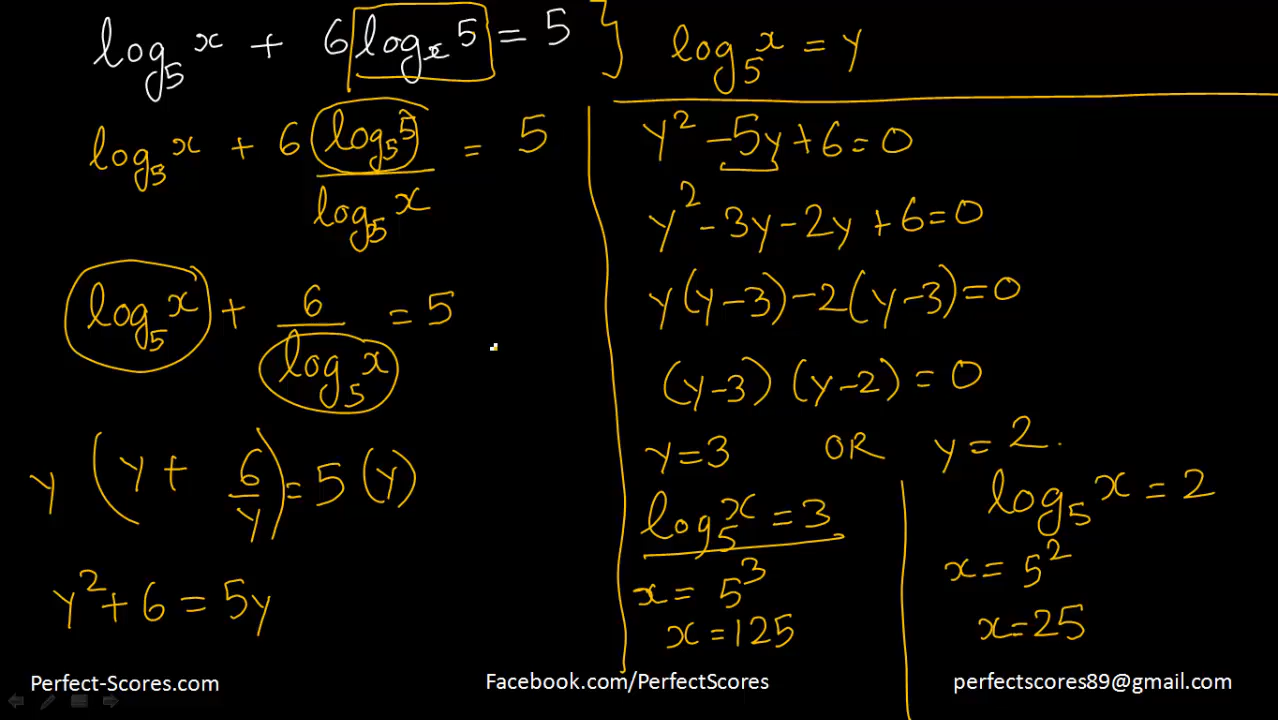 log₅ x + 6 logₓ 5 = 5 }
log₅ x + 6 log₅ 5 / log₅ x = 5
log₅ x + 6 / log₅ x = 5
y (y + 6/y) = 5 (y)
y² + 6 = 5y
log₅ x = y
y² - 5y + 6 = 0
y² - 3y - 2y + 6 = 0
y(y-3) - 2(y-3) = 0
(y-3) (y-2) = 0
y = 3 OR y = 2
log₅ x = 3
x = 5³
x = 125
log₅ x = 2
x = 5²
x = 25
Perfect-Scores.com
Facebook.com/PerfectScores
perfectscores89@gmail.com